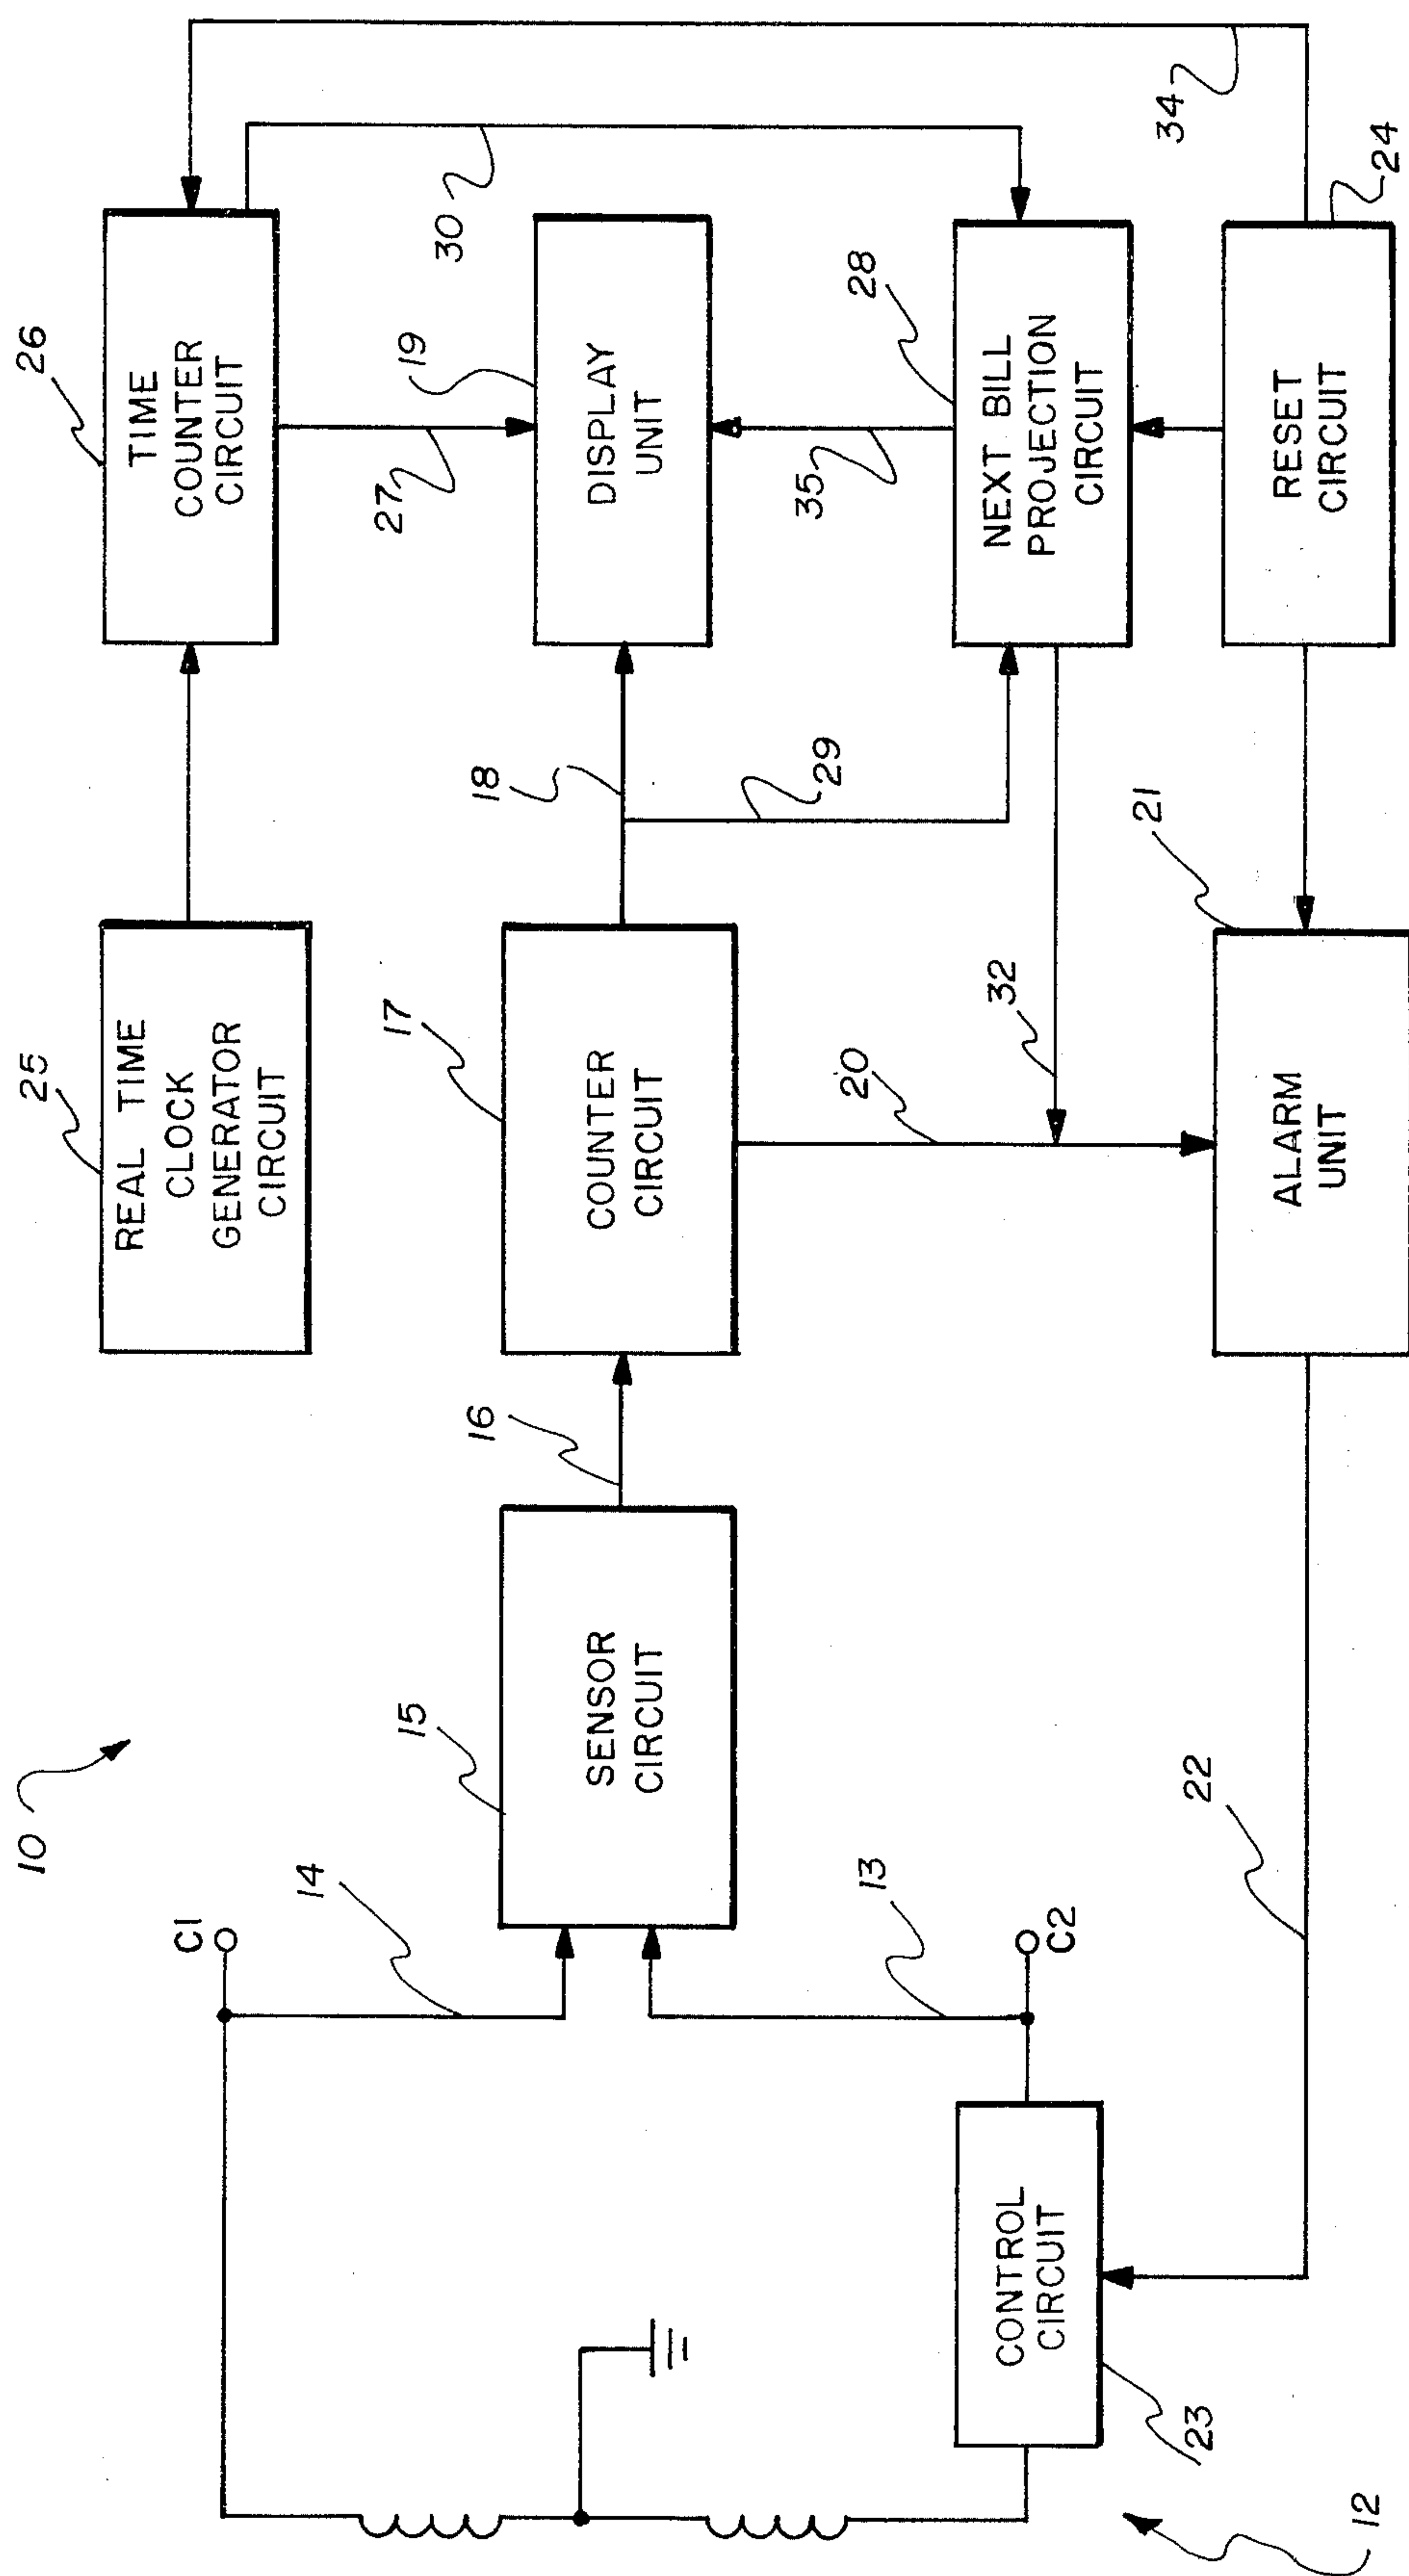 10
12
C1
14
13
C2
CONTROL
CIRCUIT
23
22
15
SENSOR
CIRCUIT
16
25
REAL TIME
CLOCK
GENERATOR
CIRCUIT
17
COUNTER
CIRCUIT
18
29
20
32
21
ALARM
UNIT
26
TIME
COUNTER
CIRCUIT
27
30
19
DISPLAY
UNIT
35
28
NEXT BILL
PROJECTION
CIRCUIT
RESET
CIRCUIT
24
34